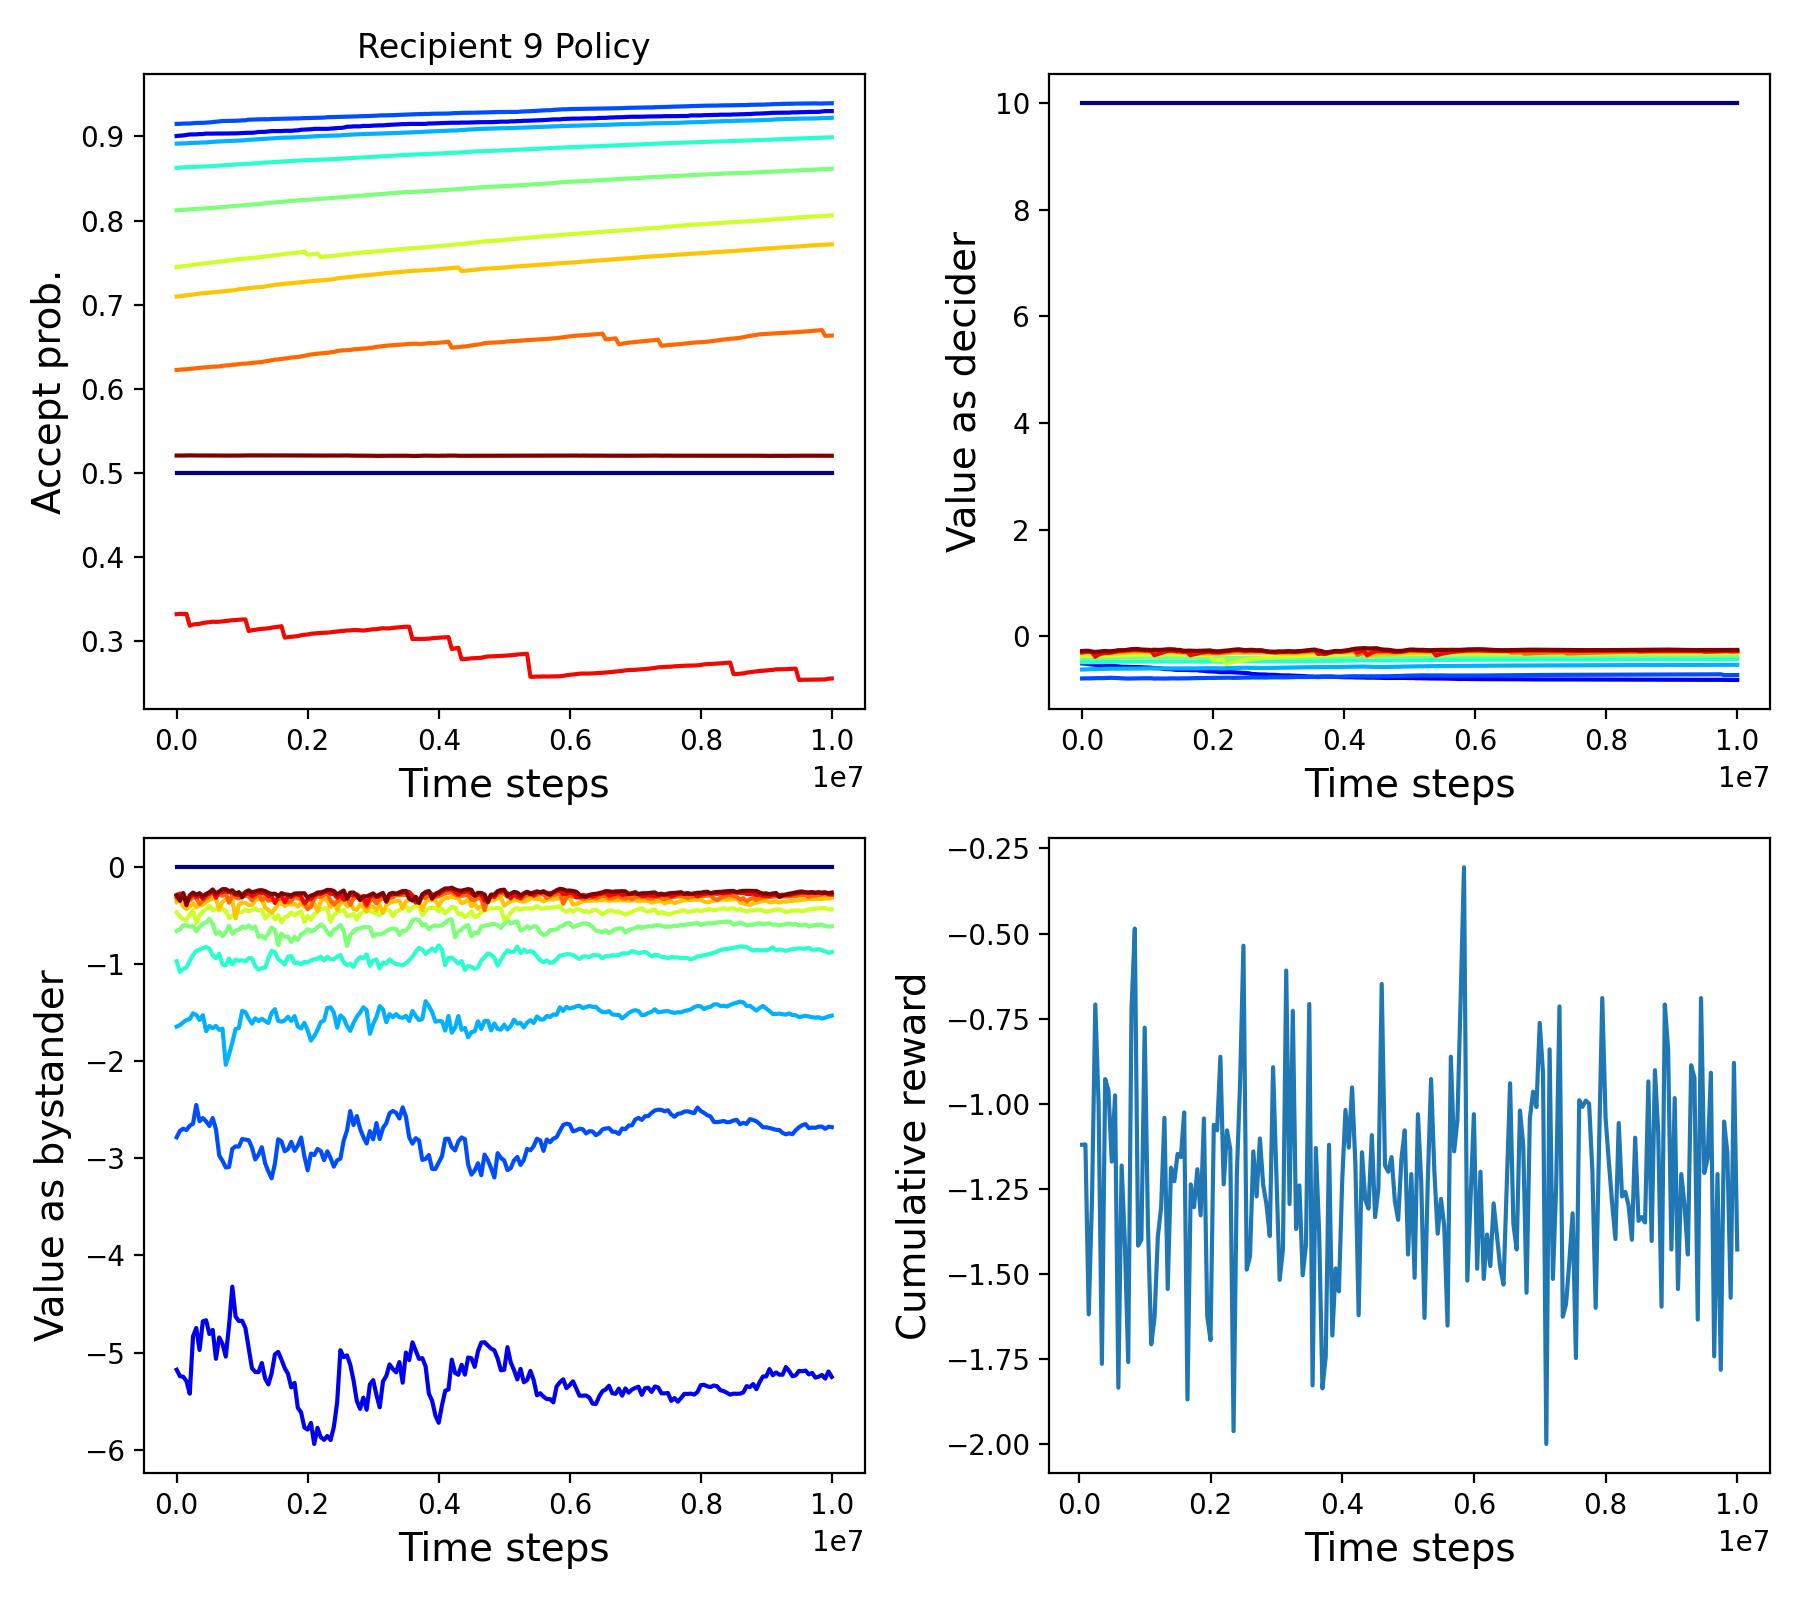 Recipient 9 Policy
Accept prob.
0.9
0.8
0.7
0.6
0.5
0.4
0.3
0.0 0.2 0.4 0.6 0.8 1.0
1e7
Time steps
Value as decider
10
8
6
4
2
0
0.0 0.2 0.4 0.6 0.8 1.0
1e7
Time steps
Value as bystander
0
−1
−2
−3
−4
−5
−6
0.0 0.2 0.4 0.6 0.8 1.0
1e7
Time steps
Cumulative reward
−0.25
−0.50
−0.75
−1.00
−1.25
−1.50
−1.75
−2.00
0.0 0.2 0.4 0.6 0.8 1.0
1e7
Time steps